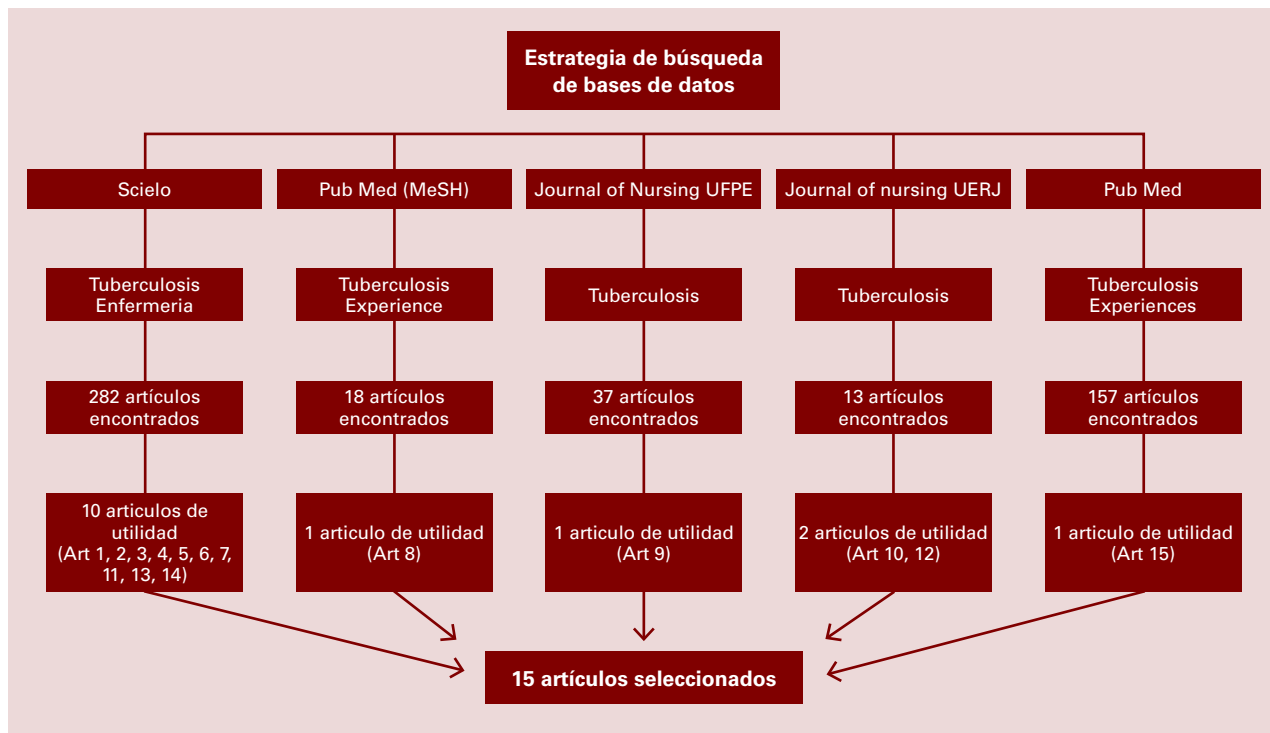 Estrategia de búsqueda
de bases de datos
Scielo
Pub Med (MeSH)
Journal of Nursing UFPE
Journal of nursing UERJ
Pub Med
Tuberculosis
Enfermeria
Tuberculosis
Experience
Tuberculosis
Tuberculosis
Tuberculosis
Experiences
282 artículos
encontrados
18 artículos
encontrados
37 artículos
encontrados
13 artículos
encontrados
157 artículos
encontrados
10 articulos de
utilidad
(Art 1, 2, 3, 4, 5, 6, 7,
11, 13, 14)
1 articulo de utilidad
(Art 8)
1 articulo de utilidad
(Art 9)
2 articulos de utilidad
(Art 10, 12)
1 articulo de utilidad
(Art 15)
15 artículos seleccionados